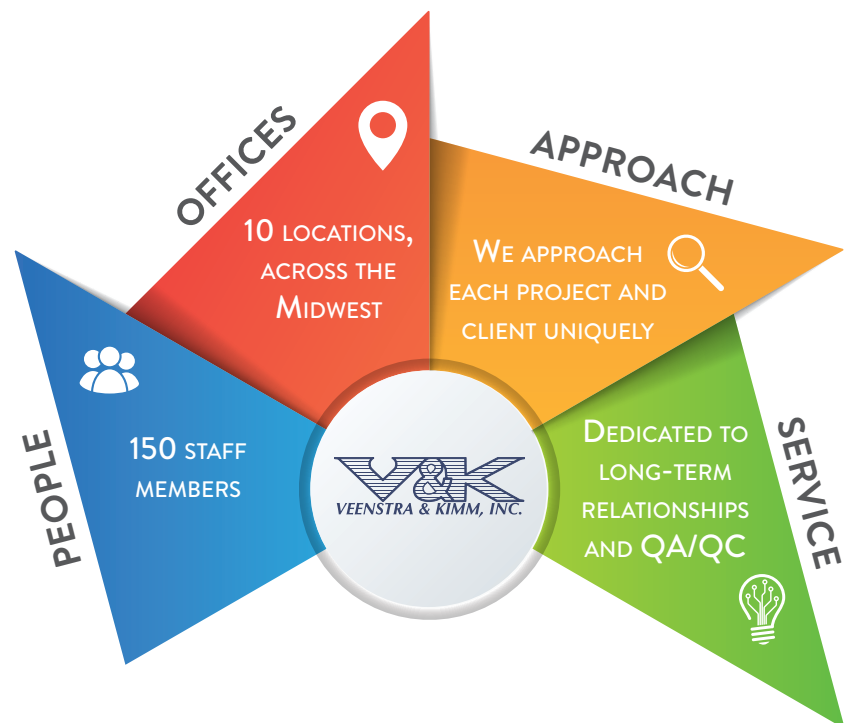 PEOPLE
150 STAFF
MEMBERS
OFFICES
10 LOCATIONS,
ACROSS THE
MIDWEST
APPROACH
WE APPROACH
EACH PROJECT AND
CLIENT UNIQUELY
SERVICE
DEDICATED TO
LONG-TERM
RELATIONSHIPS
AND QA/QC
V&K
VEENSTRA & KIMM, INC.